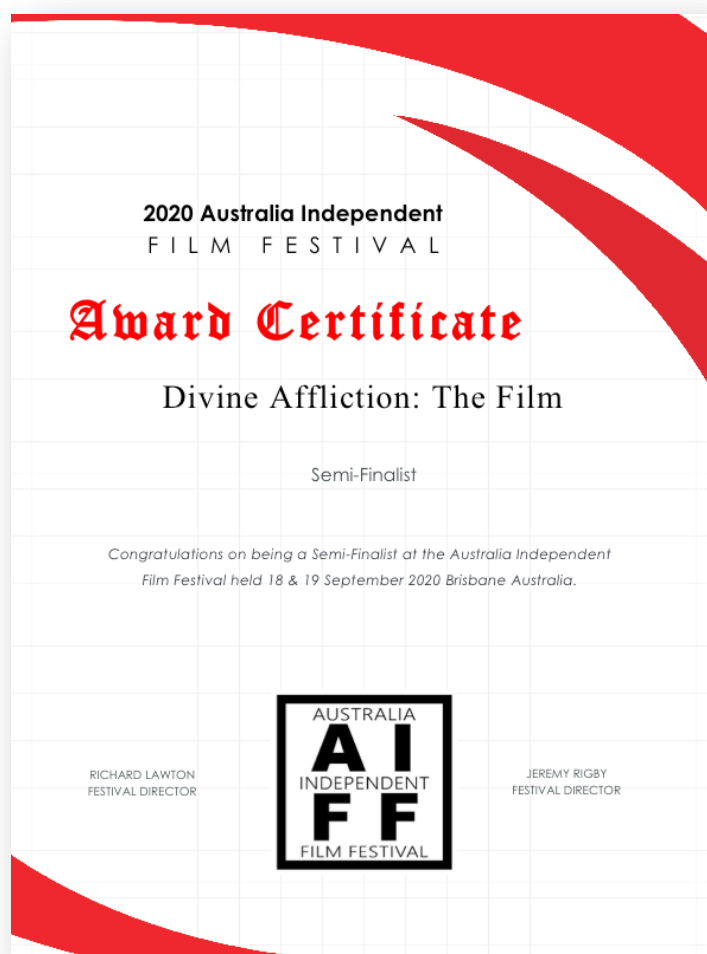 2020 Australia Independent
FILM FESTIVAL
Award Certificate
Divine Affliction: The Film
Semi-Finalist
Congratulations on being a Semi-Finalist at the Australia Independent
Film Festival held 18 & 19 September 2020 Brisbane Australia.
RICHARD LAWTON
FESTIVAL DIRECTOR
AUSTRALIA
A I
INDEPENDENT
F F
FILM FESTIVAL
JEREMY RIGBY
FESTIVAL DIRECTOR